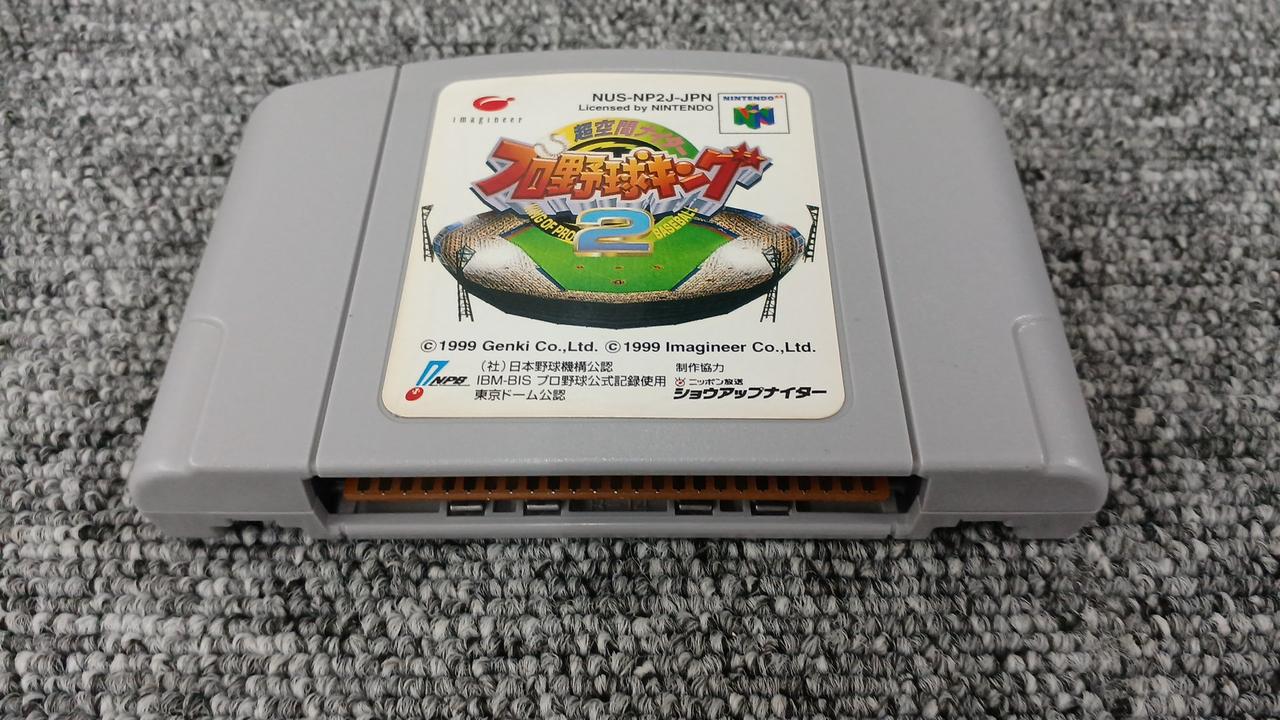 imagineer
NUS-NP2J-JPN
Licensed by NINTENDO
NINTENDO64
超空間ナイター
プロ野球キング
2
KING OF PRO BASEBALL
©1999 Genki Co.,Ltd. ©1999 Imagineer Co.,Ltd.
NPB
(社)日本野球機構公認
IBM-BIS プロ野球公式記録使用
東京ドーム公認
制作協力
ニッポン放送
ショウアップナイター